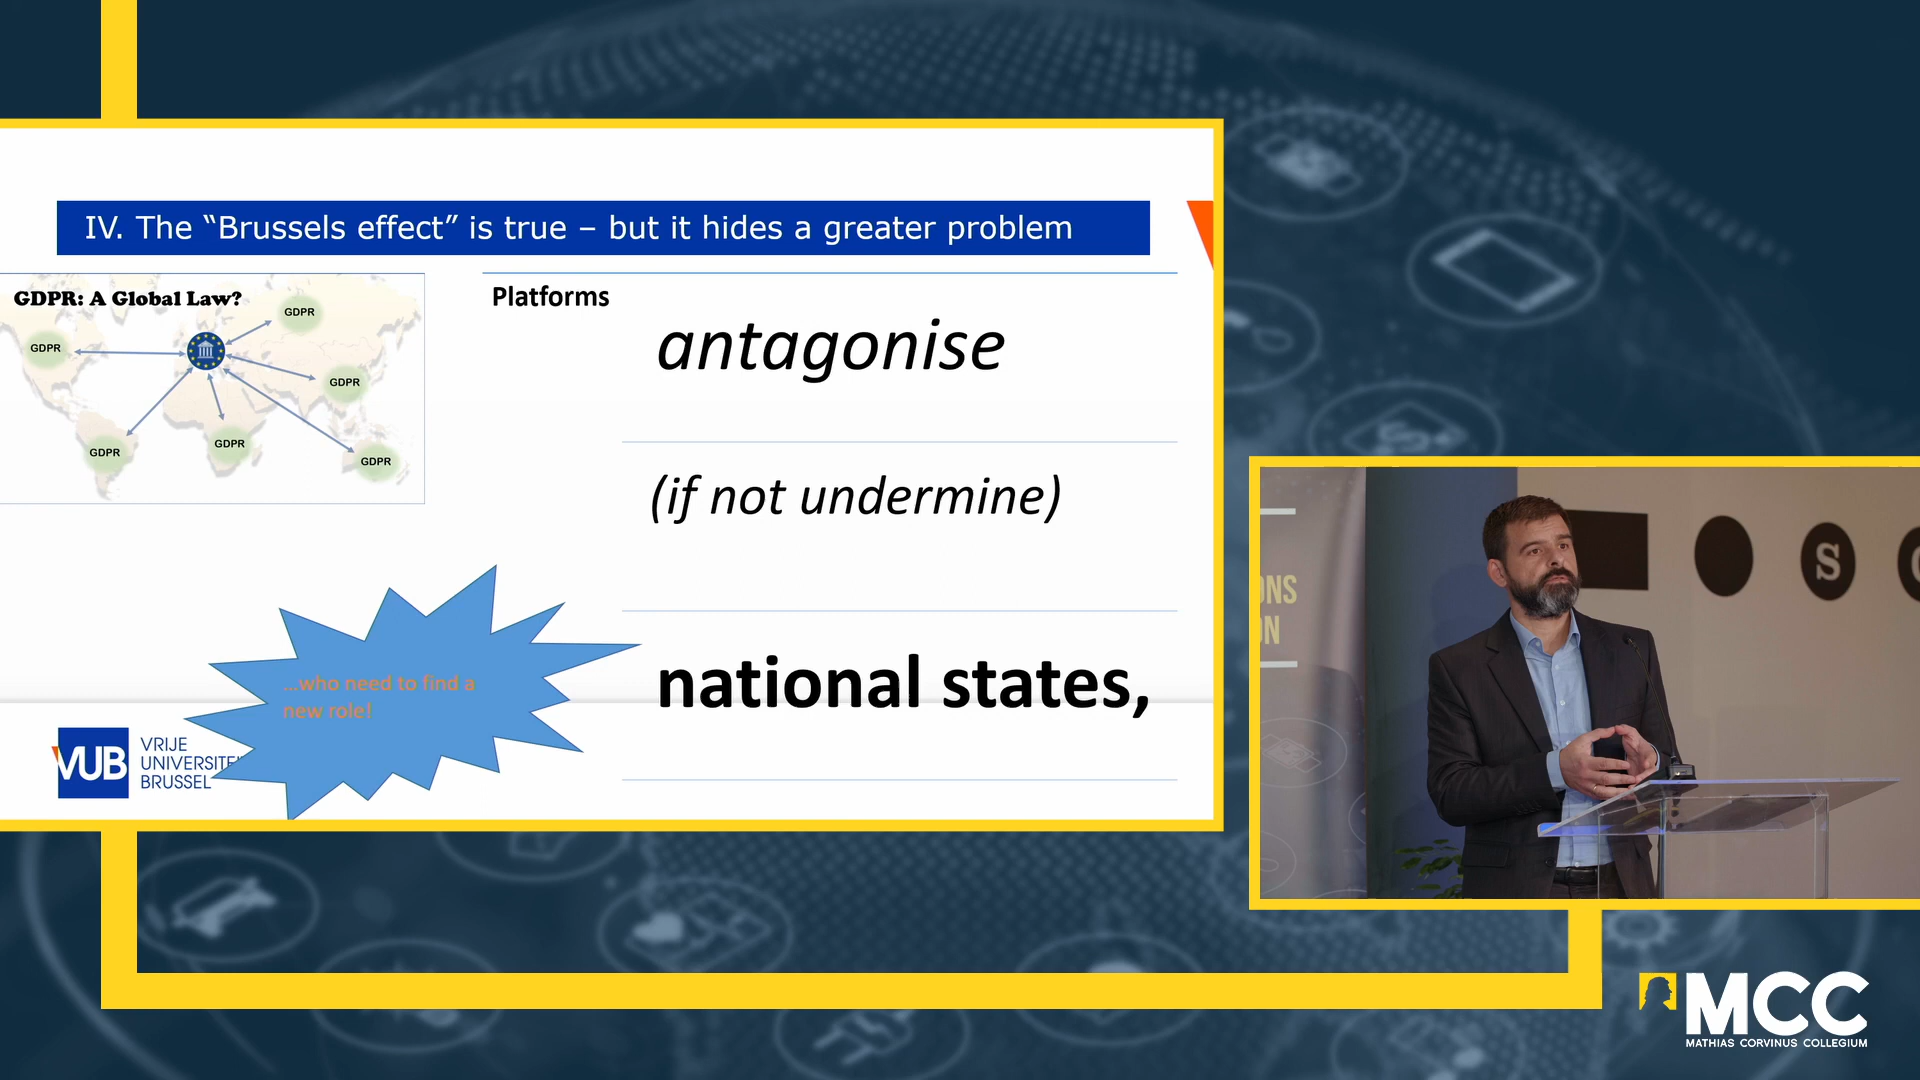 IV. The “Brussels effect” is true – but it hides a greater problem
GDPR: A Global Law?
GDPR
GDPR
GDPR
GDPR
GDPR
GDPR
Platforms
antagonise
(if not undermine)
national states,
...who need to find a
new role!
VUB
VRIJE
BRUSSEL
S
MCC
MATHIAS CORVINUS COLLEGIUM